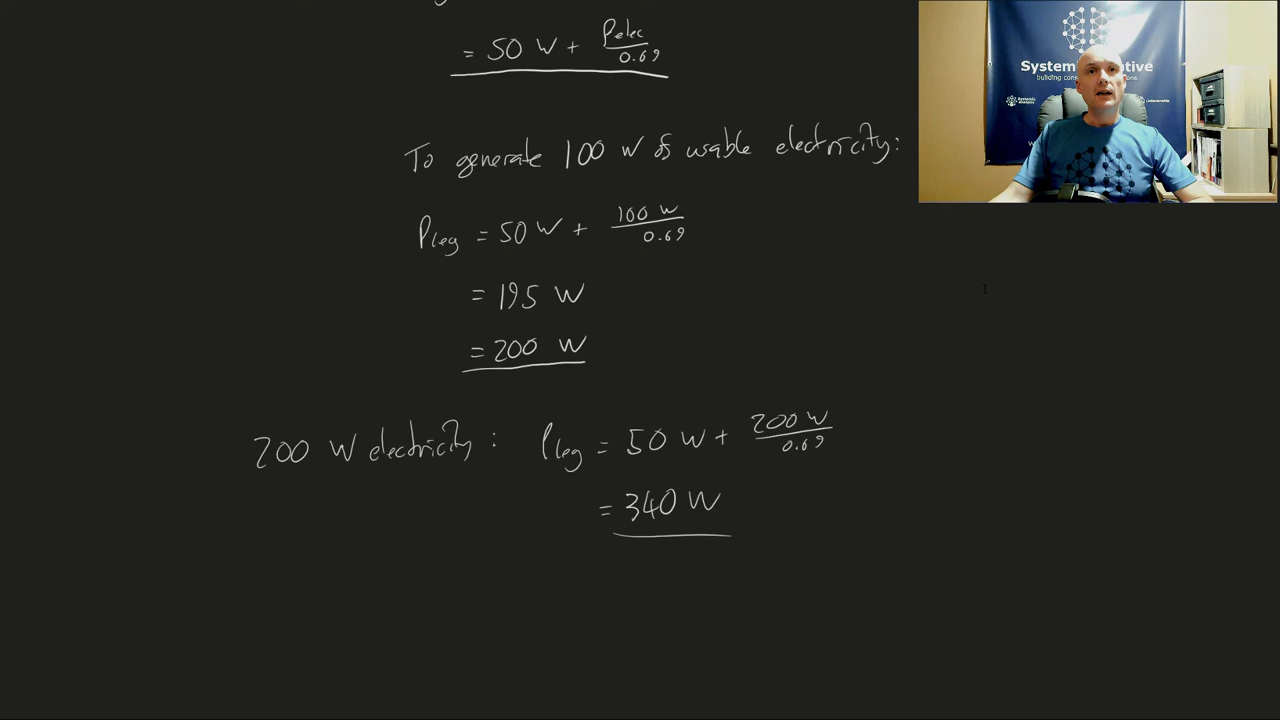 = 50 W + Pelec / 0.69
To generate 100 W of usable electricity:
Pleg = 50 W + 100 W / 0.69
= 195 W
= 200 W
200 W electricity: Pleg = 50 W + 200 W / 0.69
= 340 W
System
building